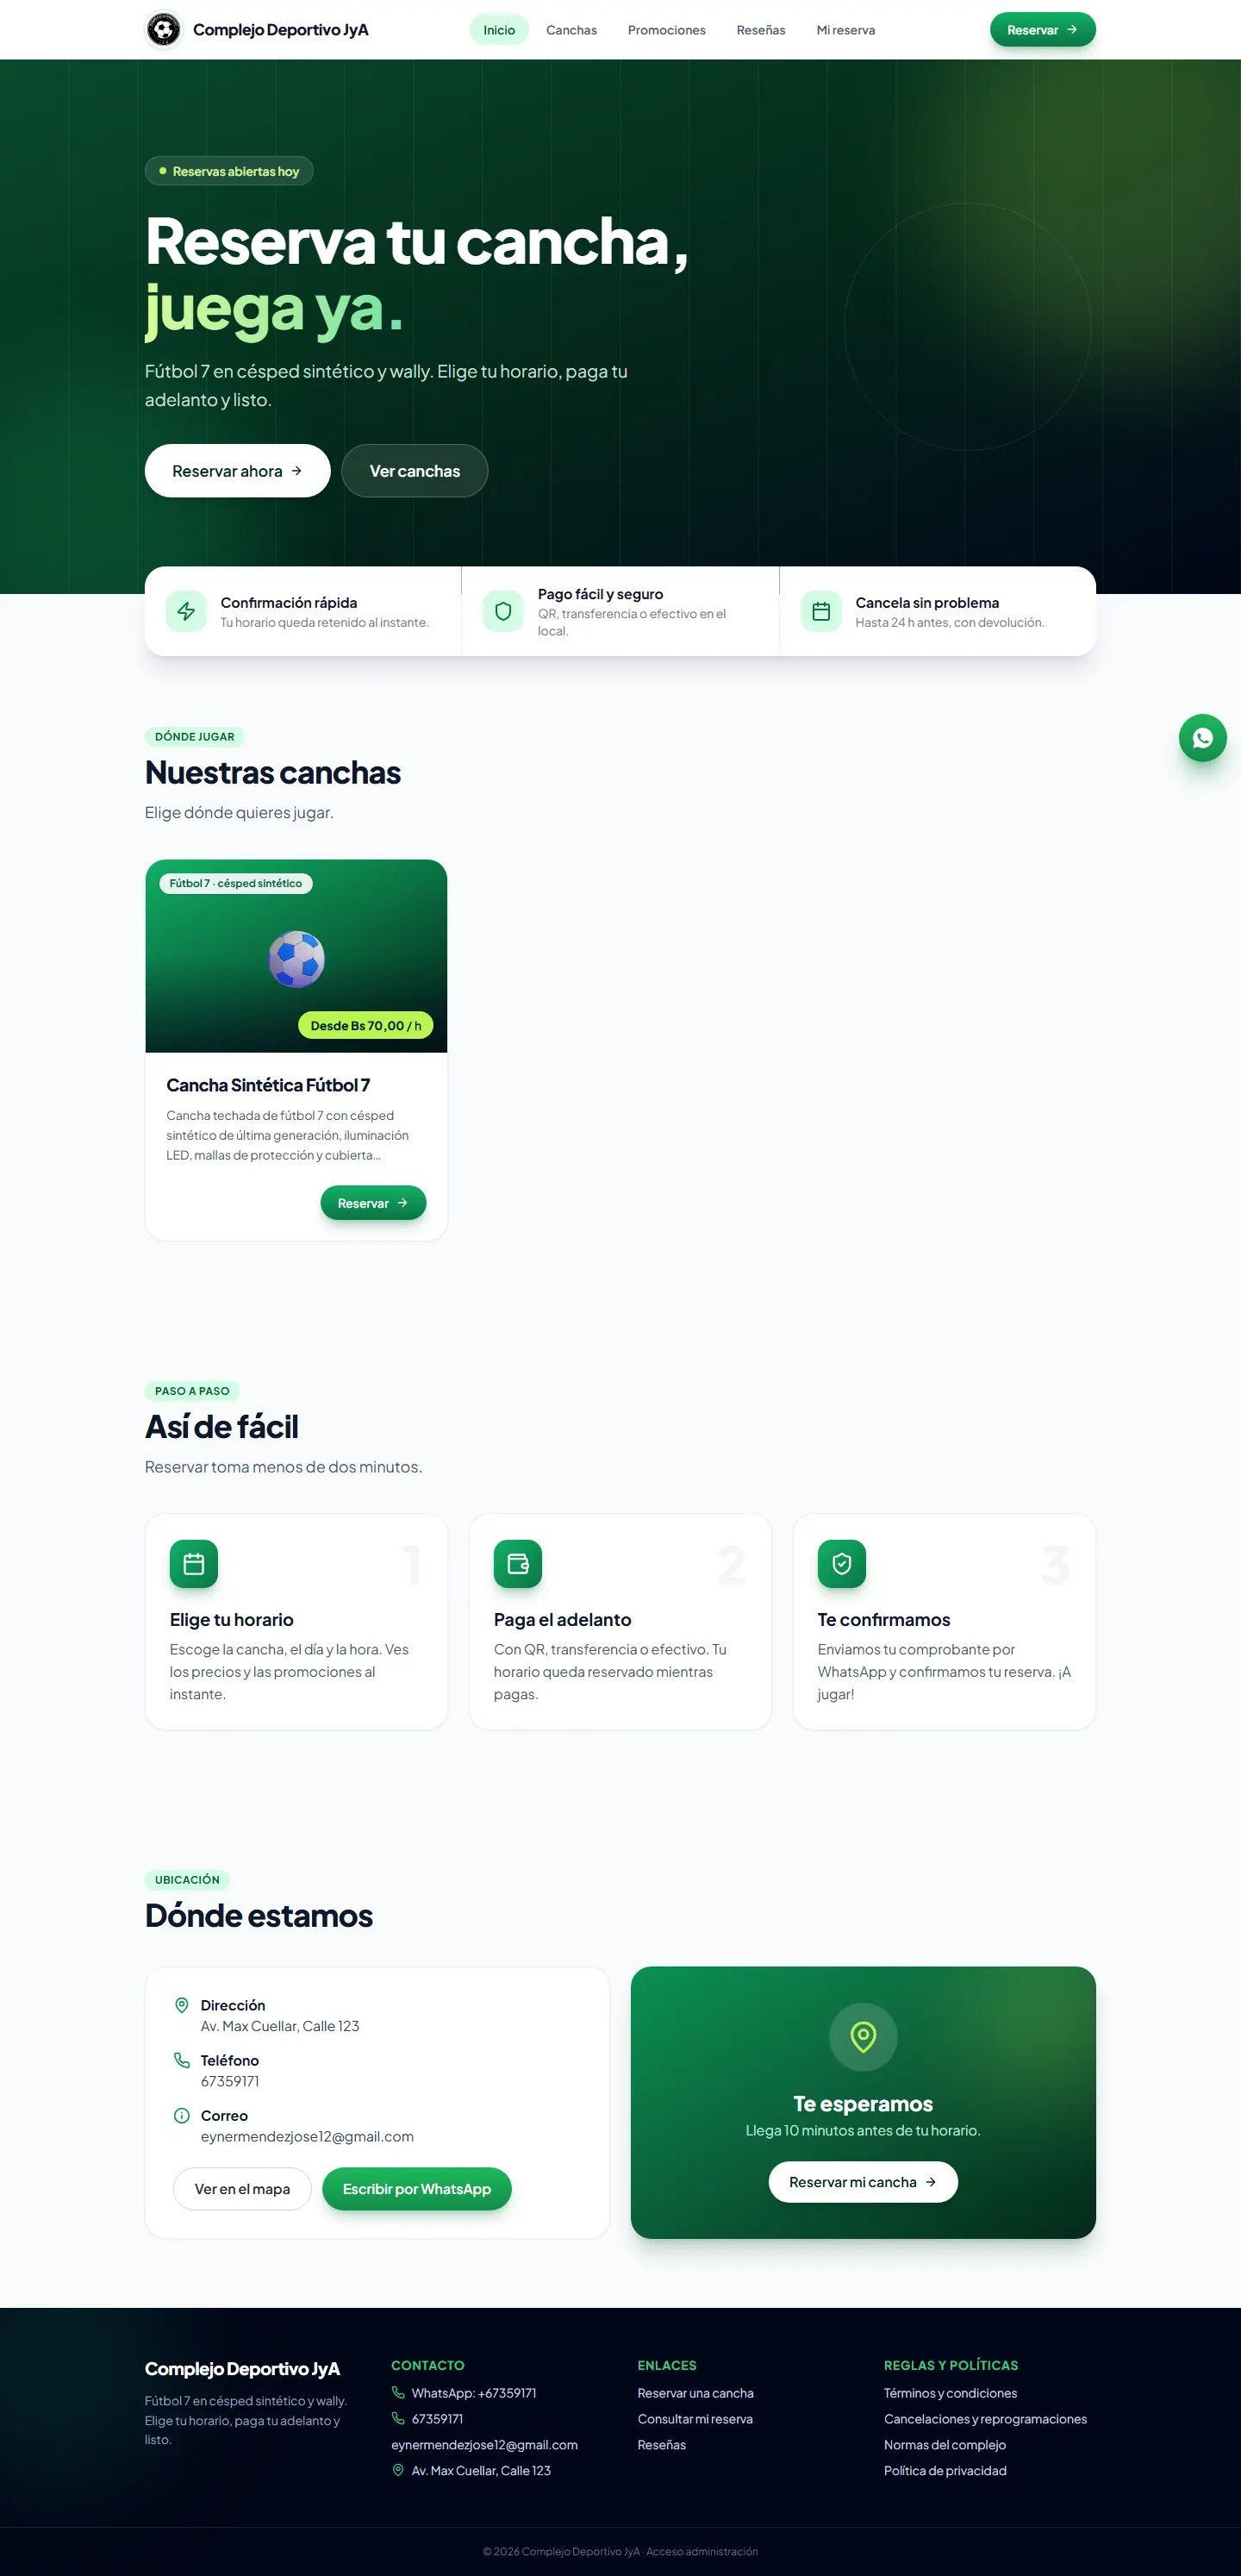 Complejo Deportivo JyA
Inicio
Canchas
Promociones
Reseñas
Mi reserva
Reservar
Reservas abiertas hoy
Reserva tu cancha,
juega ya.
Fútbol 7 en césped sintético y wally. Elige tu horario, paga tu
adelanto y listo.
Reservar ahora
Ver canchas
Confirmación rápida
Tu horario queda retenido al instante.
Pago fácil y seguro
QR, transferencia o efectivo en el
local.
Cancela sin problema
Hasta 24 h antes, con devolución.
DÓNDE JUGAR
Nuestras canchas
Elige dónde quieres jugar.
Fútbol 7 · césped sintético
Desde Bs 70,00 / h
Cancha Sintética Fútbol 7
Cancha techada de fútbol 7 con césped
sintético de última generación, iluminación
LED, mallas de protección y cubierta...
Reservar
PASO A PASO
Así de fácil
Reservar toma menos de dos minutos.
1
Elige tu horario
Escoge la cancha, el día y la hora. Ves
los precios y las promociones al
instante.
2
Paga el adelanto
Con QR, transferencia o efectivo. Tu
horario queda reservado mientras
pagas.
3
Te confirmamos
Enviamos tu comprobante por
WhatsApp y confirmamos tu reserva. ¡A
jugar!
UBICACIÓN
Dónde estamos
Dirección
Av. Max Cuellar, Calle 123
Teléfono
67359171
Correo
eynermendezjose12@gmail.com
Ver en el mapa
Escribir por WhatsApp
Te esperamos
Llega 10 minutos antes de tu horario.
Reservar mi cancha
Complejo Deportivo JyA
Fútbol 7 en césped sintético y wally.
Elige tu horario, paga tu adelanto y
listo.
CONTACTO
WhatsApp: +67359171
67359171
eynermendezjose12@gmail.com
Av. Max Cuellar, Calle 123
ENLACES
Reservar una cancha
Consultar mi reserva
Reseñas
REGLAS Y POLÍTICAS
Términos y condiciones
Cancelaciones y reprogramaciones
Normas del complejo
Política de privacidad
© 2026 Complejo Deportivo JyA · Acceso administración